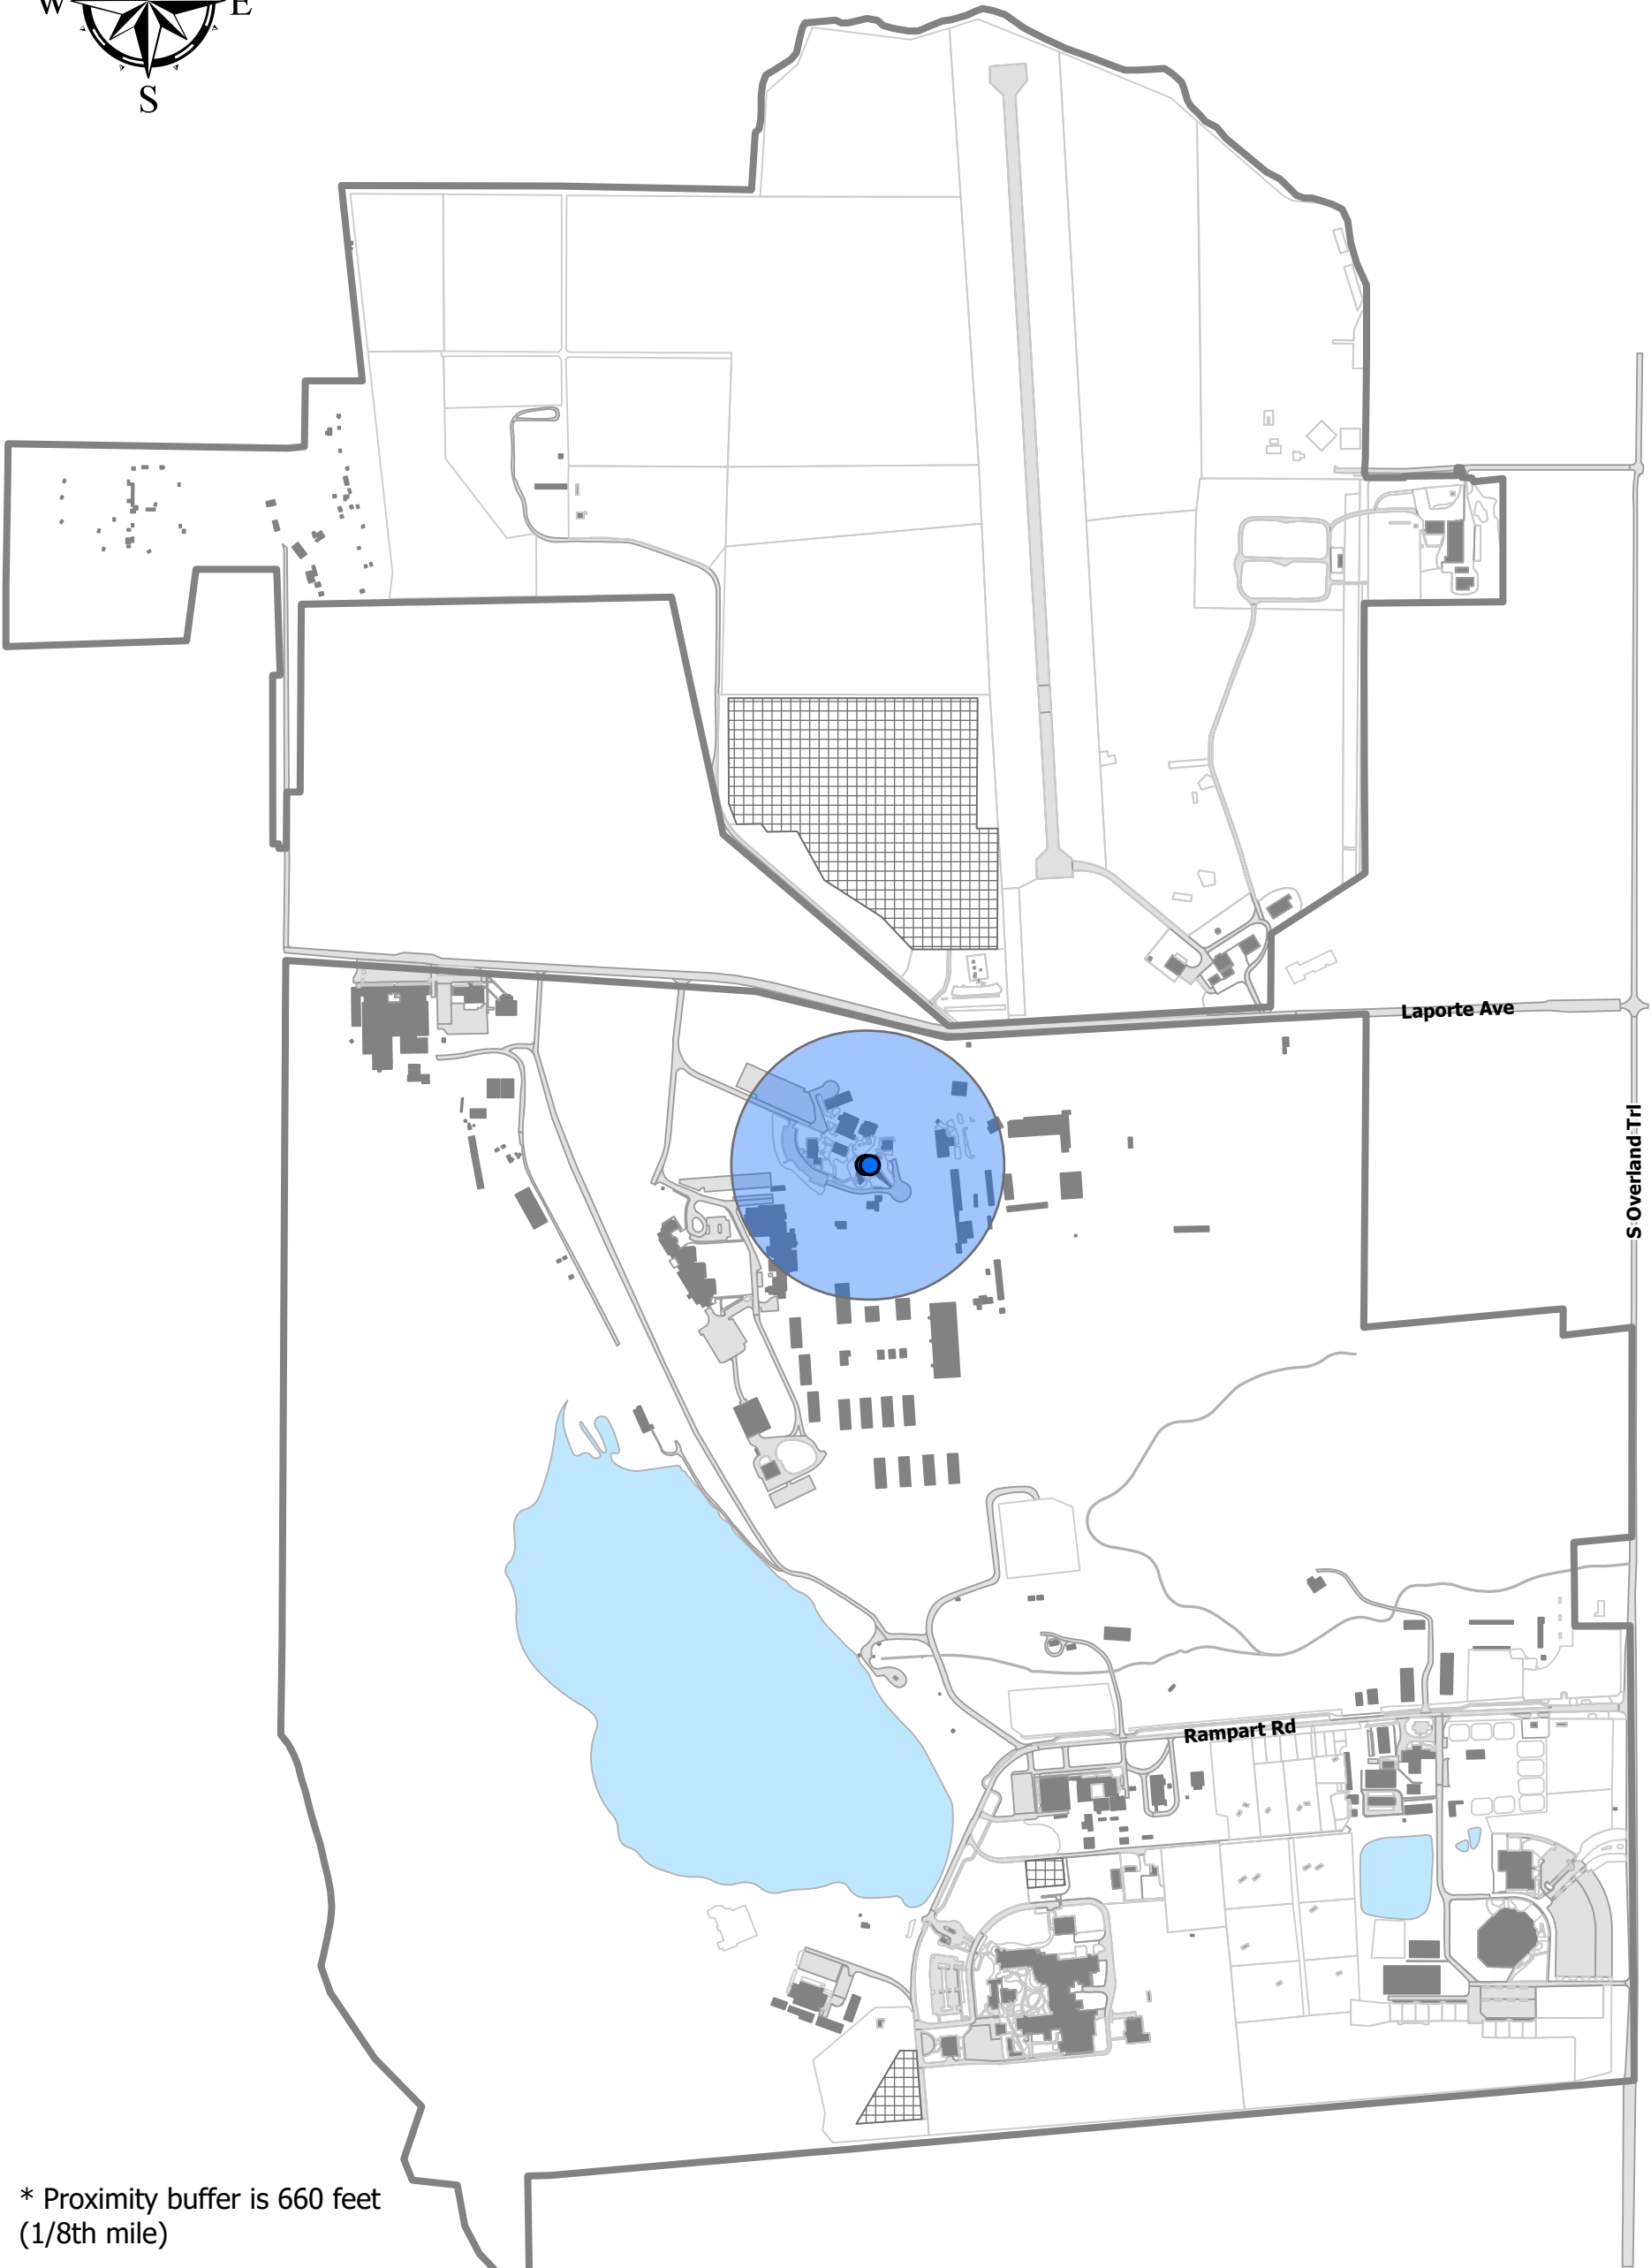 W E
S
Laporte Ave
S Overland Trl
Rampart Rd
* Proximity buffer is 660 feet
(1/8th mile)